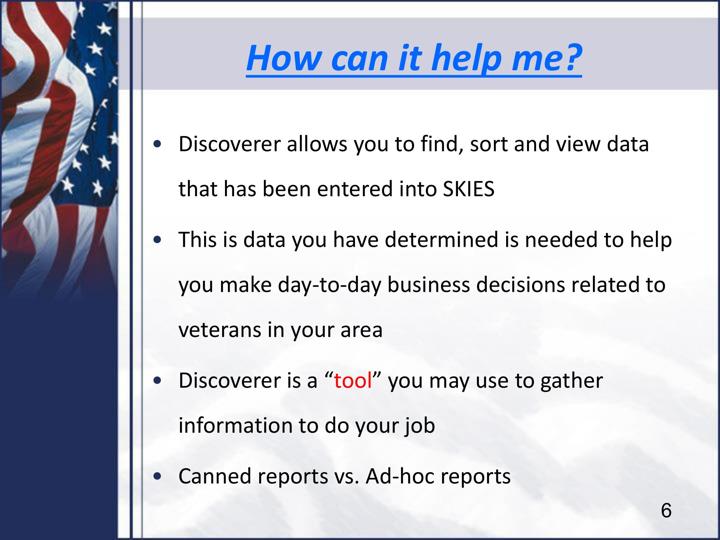 How can it help me?
• Discoverer allows you to find, sort and view data
that has been entered into SKIES
• This is data you have determined is needed to help
you make day-to-day business decisions related to
veterans in your area
• Discoverer is a “tool” you may use to gather
information to do your job
• Canned reports vs. Ad-hoc reports
6